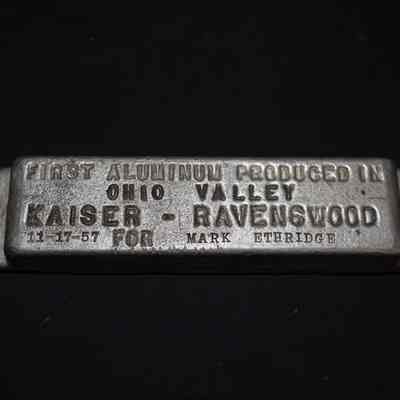 FIRST ALUMINUM PRODUCED IN
OHIO VALLEY
KAISER - RAVENSWOOD
11-17-57 FOR MARK ETHRIDGE